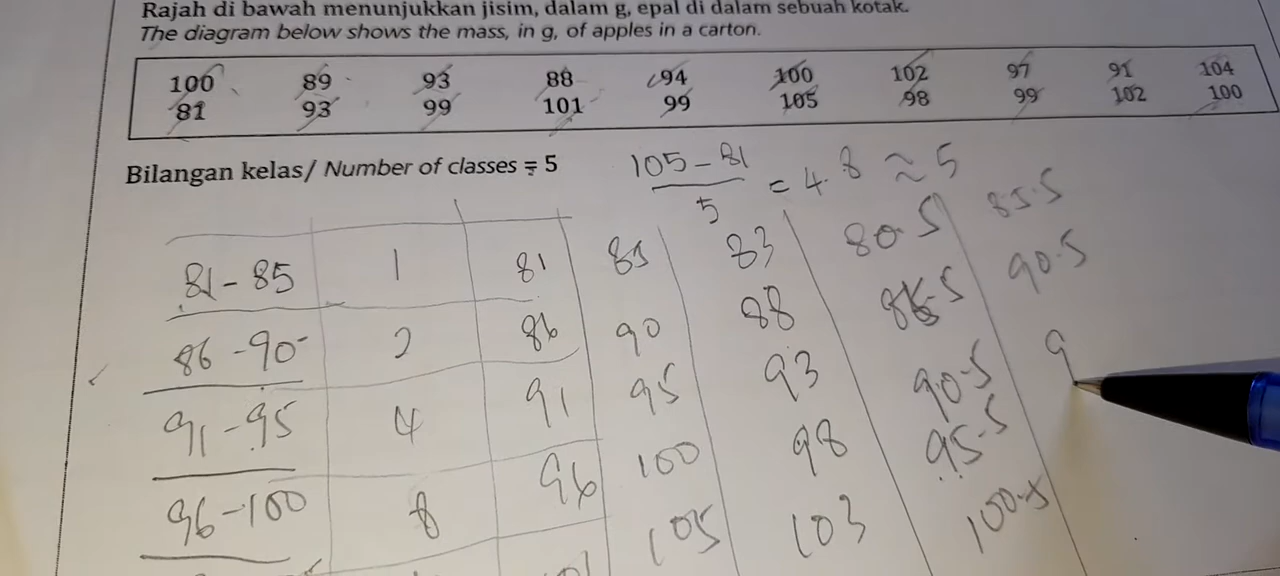 Rajah di bawah menunjukkan jisim, dalam g, epal di dalam sebuah kotak.
The diagram below shows the mass, in g, of apples in a carton.
100 89 93 88 94 100 102 97 91 104
81 93 99 101 99 105 98 99 102 100
Bilangan kelas/ Number of classes = 5
105 - 81 / 5 = 4.8 ≈ 5
81 - 85 1 81 85 83 80.5 85.5
86 - 90 2 86 90 88 85.5 90.5
91 - 95 4 91 95 93 90.5 9
96 - 100 8 96 100 98 95.5
105 103 100.5